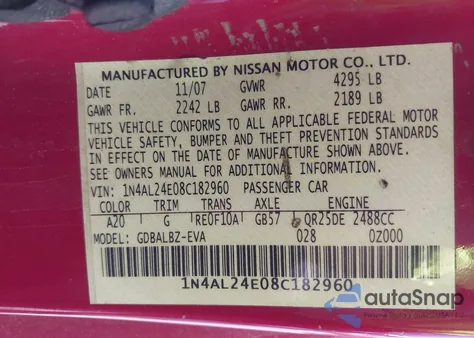 MANUFACTURED BY NISSAN MOTOR CO., LTD.
DATE 11/07 GVWR 4295 LB
GAWR FR. 2242 LB GAWR RR. 2189 LB
THIS VEHICLE CONFORMS TO ALL FEDERAL MOTOR
VEHICLE SAFETY, BUMPER, AND THEFT PREVENTION STANDARDS
IN EFFECT ON THE DATE OF MANUFACTURE SHOWN ABOVE.
SEE OWNERS MANUAL FOR ADDITIONAL INFORMATION.
VIN: 1N4AL24E08C182960 PASSENGER CAR
COLOR TRIM TRANS AXLE ENGINE
A20 G RE0F10A GB57 QR25DE 2488CC
MODEL: GDBALBZ-EVA 028 0Z000
1N4AL24E08C182960
autoSnap